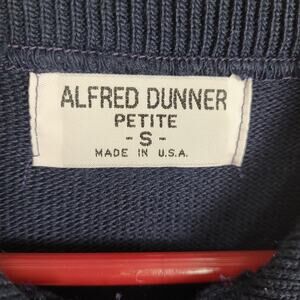 ALFRED DUNNER
PETITE
- S -
MADE IN U.S.A.